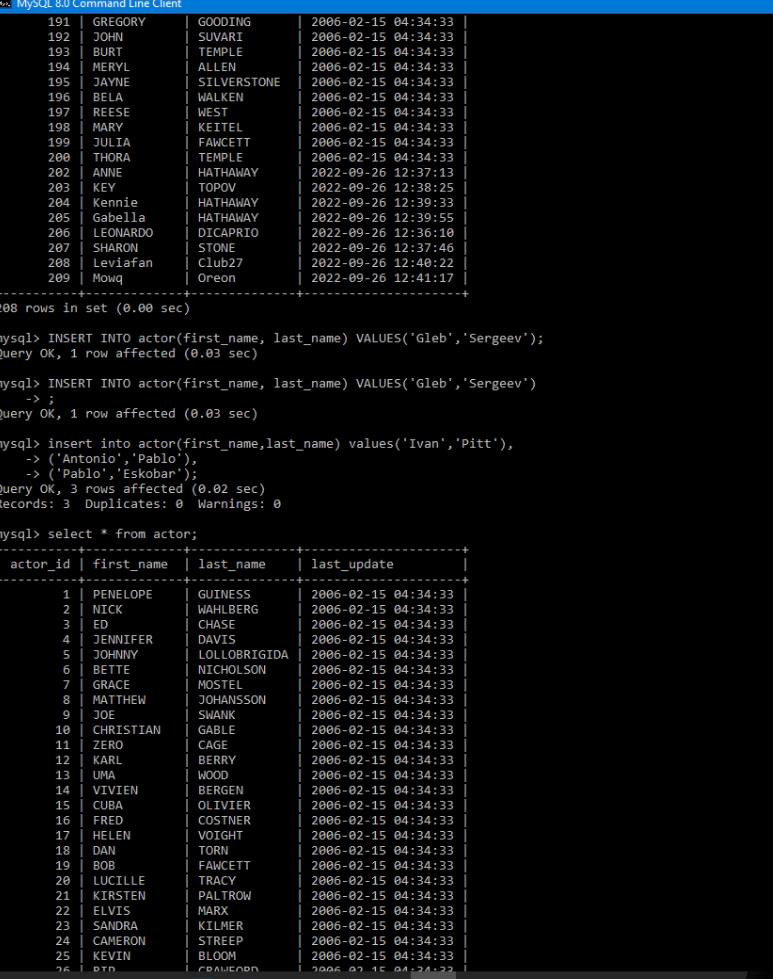 MySQL 8.0 Command Line Client
191 | GREGORY | GOODING | 2006-02-15 04:34:33 |
192 | JOHN | SUVARI | 2006-02-15 04:34:33 |
193 | BURT | TEMPLE | 2006-02-15 04:34:33 |
194 | MERYL | ALLEN | 2006-02-15 04:34:33 |
195 | JAYNE | SILVERSTONE | 2006-02-15 04:34:33 |
196 | BELA | WALKEN | 2006-02-15 04:34:33 |
197 | REESE | WEST | 2006-02-15 04:34:33 |
198 | MARY | KEITEL | 2006-02-15 04:34:33 |
199 | JULIA | FAWCETT | 2006-02-15 04:34:33 |
200 | THORA | TEMPLE | 2006-02-15 04:34:33 |
202 | ANNE | HATHAWAY | 2022-09-26 12:37:13 |
203 | KEY | TOPOV | 2022-09-26 12:38:25 |
204 | Kennie | HATHAWAY | 2022-09-26 12:39:33 |
205 | Gabella | HATHAWAY | 2022-09-26 12:39:55 |
206 | LEONARDO | DICAPRIO | 2022-09-26 12:36:10 |
207 | SHARON | STONE | 2022-09-26 12:37:46 |
208 | Leviafan | Club27 | 2022-09-26 12:40:22 |
209 | Mowq | Oreon | 2022-09-26 12:41:17 |
208 rows in set (0.00 sec)
mysql> INSERT INTO actor(first_name, last_name) VALUES('Gleb','Sergeev');
Query OK, 1 row affected (0.03 sec)
mysql> INSERT INTO actor(first_name, last_name) VALUES('Gleb','Sergeev')
-> ;
Query OK, 1 row affected (0.03 sec)
mysql> insert into actor(first_name,last_name) values('Ivan','Pitt'),
-> ('Antonio','Pablo'),
-> ('Pablo','Eskobar');
Query OK, 3 rows affected (0.02 sec)
Records: 3  Duplicates: 0  Warnings: 0
mysql> select * from actor;
actor_id | first_name | last_name | last_update |
1 | PENELOPE | GUINESS | 2006-02-15 04:34:33 |
2 | NICK | WAHLBERG | 2006-02-15 04:34:33 |
3 | ED | CHASE | 2006-02-15 04:34:33 |
4 | JENNIFER | DAVIS | 2006-02-15 04:34:33 |
5 | JOHNNY | LOLLOBRIGIDA | 2006-02-15 04:34:33 |
6 | BETTE | NICHOLSON | 2006-02-15 04:34:33 |
7 | GRACE | MOSTEL | 2006-02-15 04:34:33 |
8 | MATTHEW | JOHANSSON | 2006-02-15 04:34:33 |
9 | JOE | SWANK | 2006-02-15 04:34:33 |
10 | CHRISTIAN | GABLE | 2006-02-15 04:34:33 |
11 | ZERO | CAGE | 2006-02-15 04:34:33 |
12 | KARL | BERRY | 2006-02-15 04:34:33 |
13 | UMA | WOOD | 2006-02-15 04:34:33 |
14 | VIVIEN | BERGEN | 2006-02-15 04:34:33 |
15 | CUBA | OLIVIER | 2006-02-15 04:34:33 |
16 | FRED | COSTNER | 2006-02-15 04:34:33 |
17 | HELEN | VOIGHT | 2006-02-15 04:34:33 |
18 | DAN | TORN | 2006-02-15 04:34:33 |
19 | BOB | FAWCETT | 2006-02-15 04:34:33 |
20 | LUCILLE | TRACY | 2006-02-15 04:34:33 |
21 | KIRSTEN | PALTROW | 2006-02-15 04:34:33 |
22 | ELVIS | MARX | 2006-02-15 04:34:33 |
23 | SANDRA | KILMER | 2006-02-15 04:34:33 |
24 | CAMERON | STREEP | 2006-02-15 04:34:33 |
25 | KEVIN | BLOOM | 2006-02-15 04:34:33 |